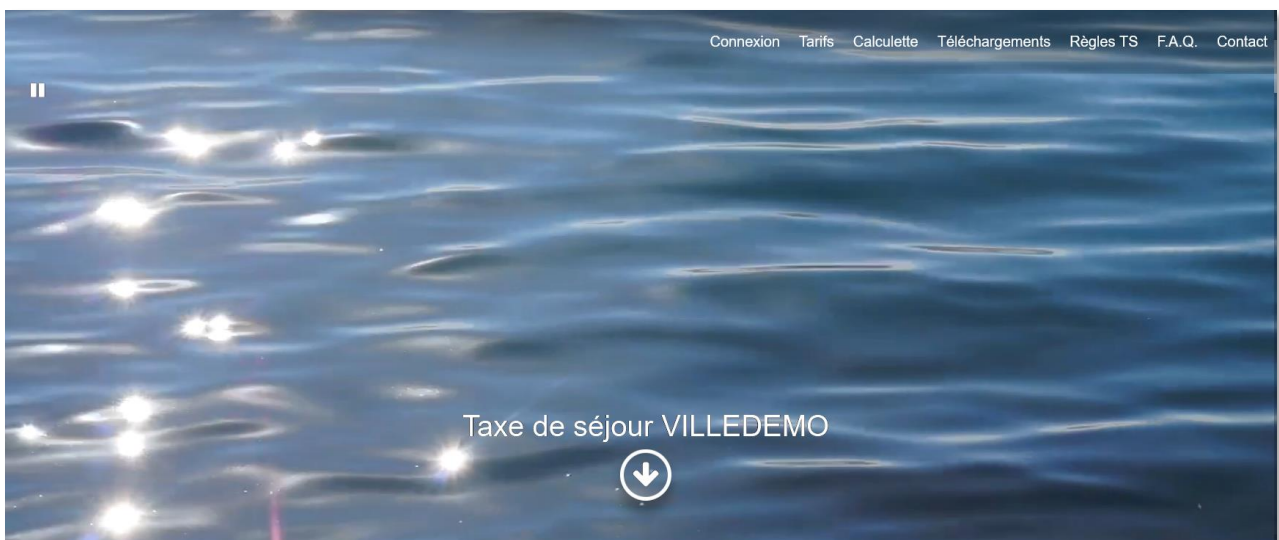 Connexion Tarifs Calculette Téléchargements Règles TS F.A.Q. Contact
Taxe de séjour VILLEDEMO